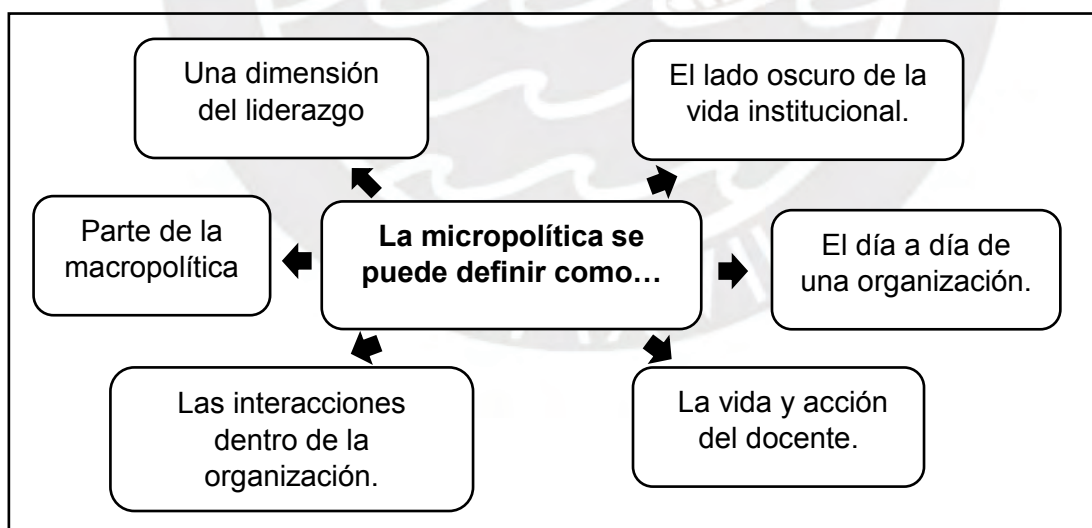 Una dimensión
del liderazgo
El lado oscuro de la
vida institucional.
Parte de la
macropolítica
La micropolítica se
puede definir como…
El día a día de
una organización.
Las interacciones
dentro de la
organización.
La vida y acción
del docente.